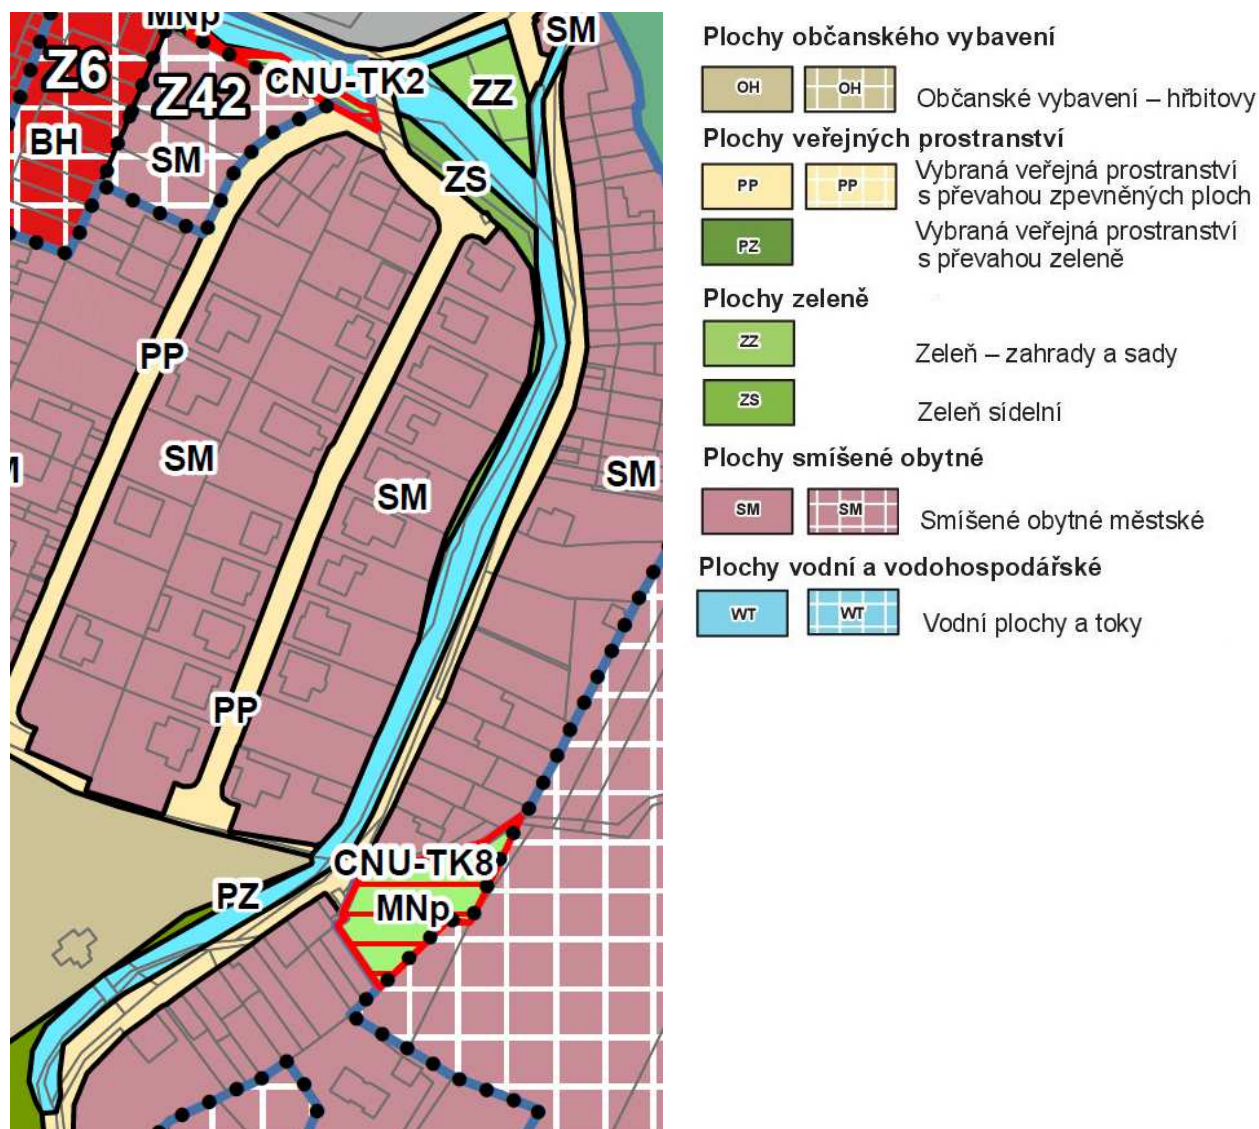 MNp
SM
Z6
Z42
CNU-TK2
ZZ
BH
SM
ZS
PP
SM
SM
SM
PP
CNU-TK8
PZ
MNp
Plochy občanského vybavení
OH OH Občanské vybavení – hřbitovy
Plochy veřejných prostranství
PP PP Vybraná veřejná prostranství
s převahou zpevněných ploch
PZ Vybraná veřejná prostranství
s převahou zeleně
Plochy zeleně
ZZ Zeleň – zahrady a sady
ZS Zeleň sídelní
Plochy smíšené obytné
SM SM Smíšené obytné městské
Plochy vodní a vodohospodářské
WT WT Vodní plochy a toky